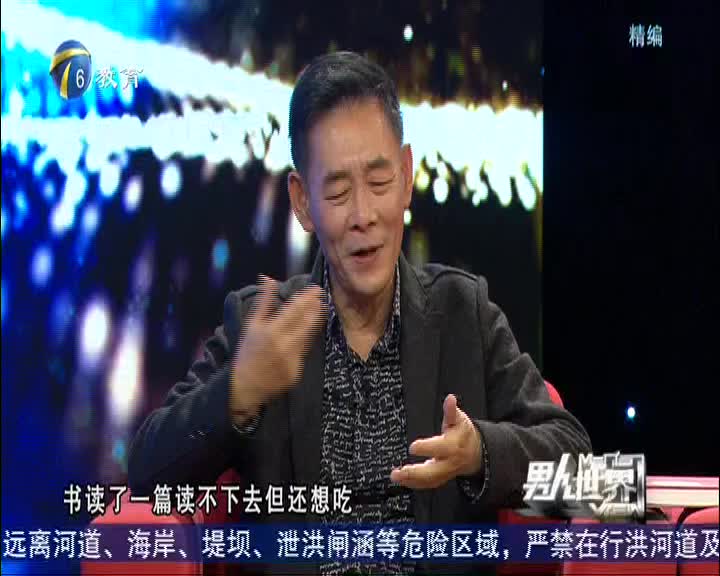 6 教育
精编
男人世界
书读了一篇读不下去但还想吃
远离河道、海岸、堤坝、泄洪闸涵等危险区域，严禁在行洪河道及